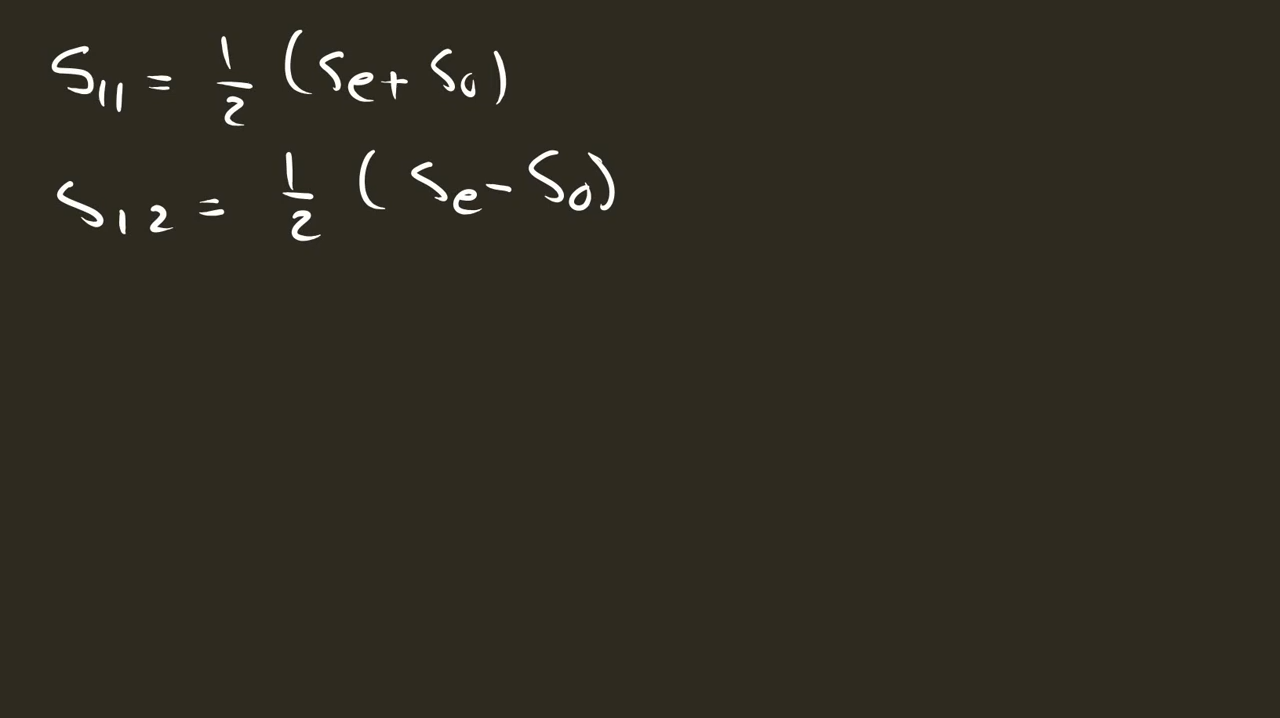 S₁₁ = 1/2 (Se + So)
S₁₂ = 1/2 (Se - So)